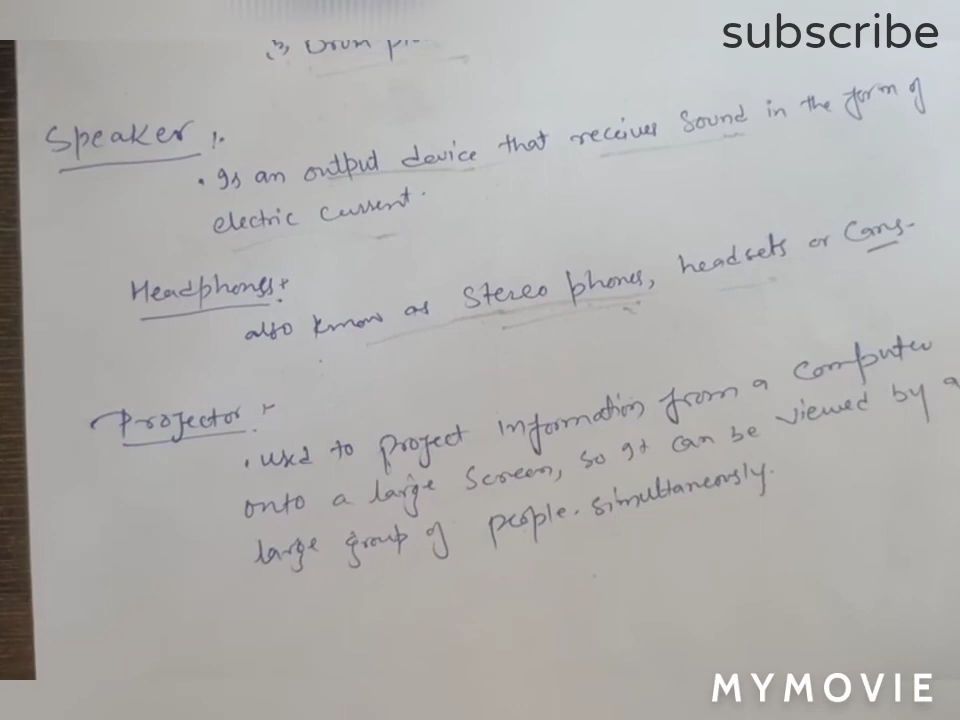 subscribe
Speaker :-
• Is an output device that receives Sound in the form of
electric current.
Headphones:
also know as Stereo phones, headsets or Cans.
Projector :-
• used to project information from a Computer
onto a large Screen, so It can be viewed by a
large group of people. simultaneously.
MYMOVIE